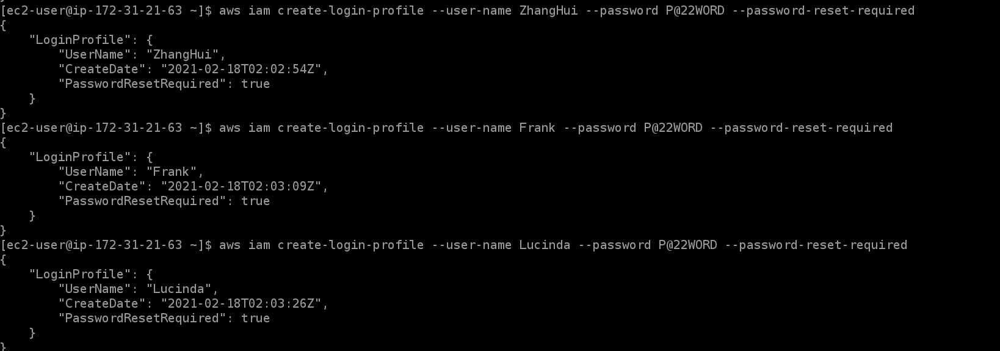 [ec2-user@ip-172-31-21-63 ~]$ aws iam create-login-profile --user-name ZhangHui --password P@22WORD --password-reset-required
{
    "LoginProfile": {
        "UserName": "ZhangHui",
        "CreateDate": "2021-02-18T02:02:54Z",
        "PasswordResetRequired": true
    }
}
[ec2-user@ip-172-31-21-63 ~]$ aws iam create-login-profile --user-name Frank --password P@22WORD --password-reset-required
{
    "LoginProfile": {
        "UserName": "Frank",
        "CreateDate": "2021-02-18T02:03:09Z",
        "PasswordResetRequired": true
    }
}
[ec2-user@ip-172-31-21-63 ~]$ aws iam create-login-profile --user-name Lucinda --password P@22WORD --password-reset-required
{
    "LoginProfile": {
        "UserName": "Lucinda",
        "CreateDate": "2021-02-18T02:03:26Z",
        "PasswordResetRequired": true
    }
}